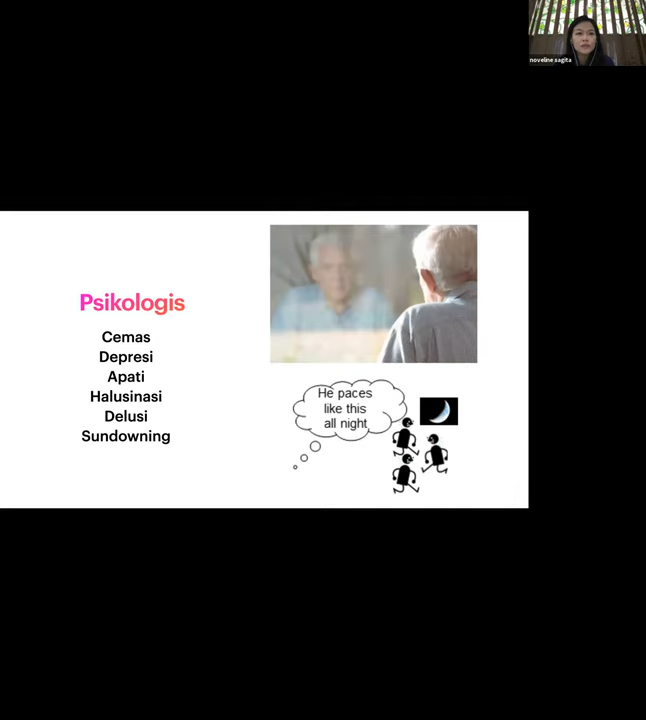 noveline sagita
Psikologis
Cemas
Depresi
Apati
Halusinasi
Delusi
Sundowning
He paces
like this
all night